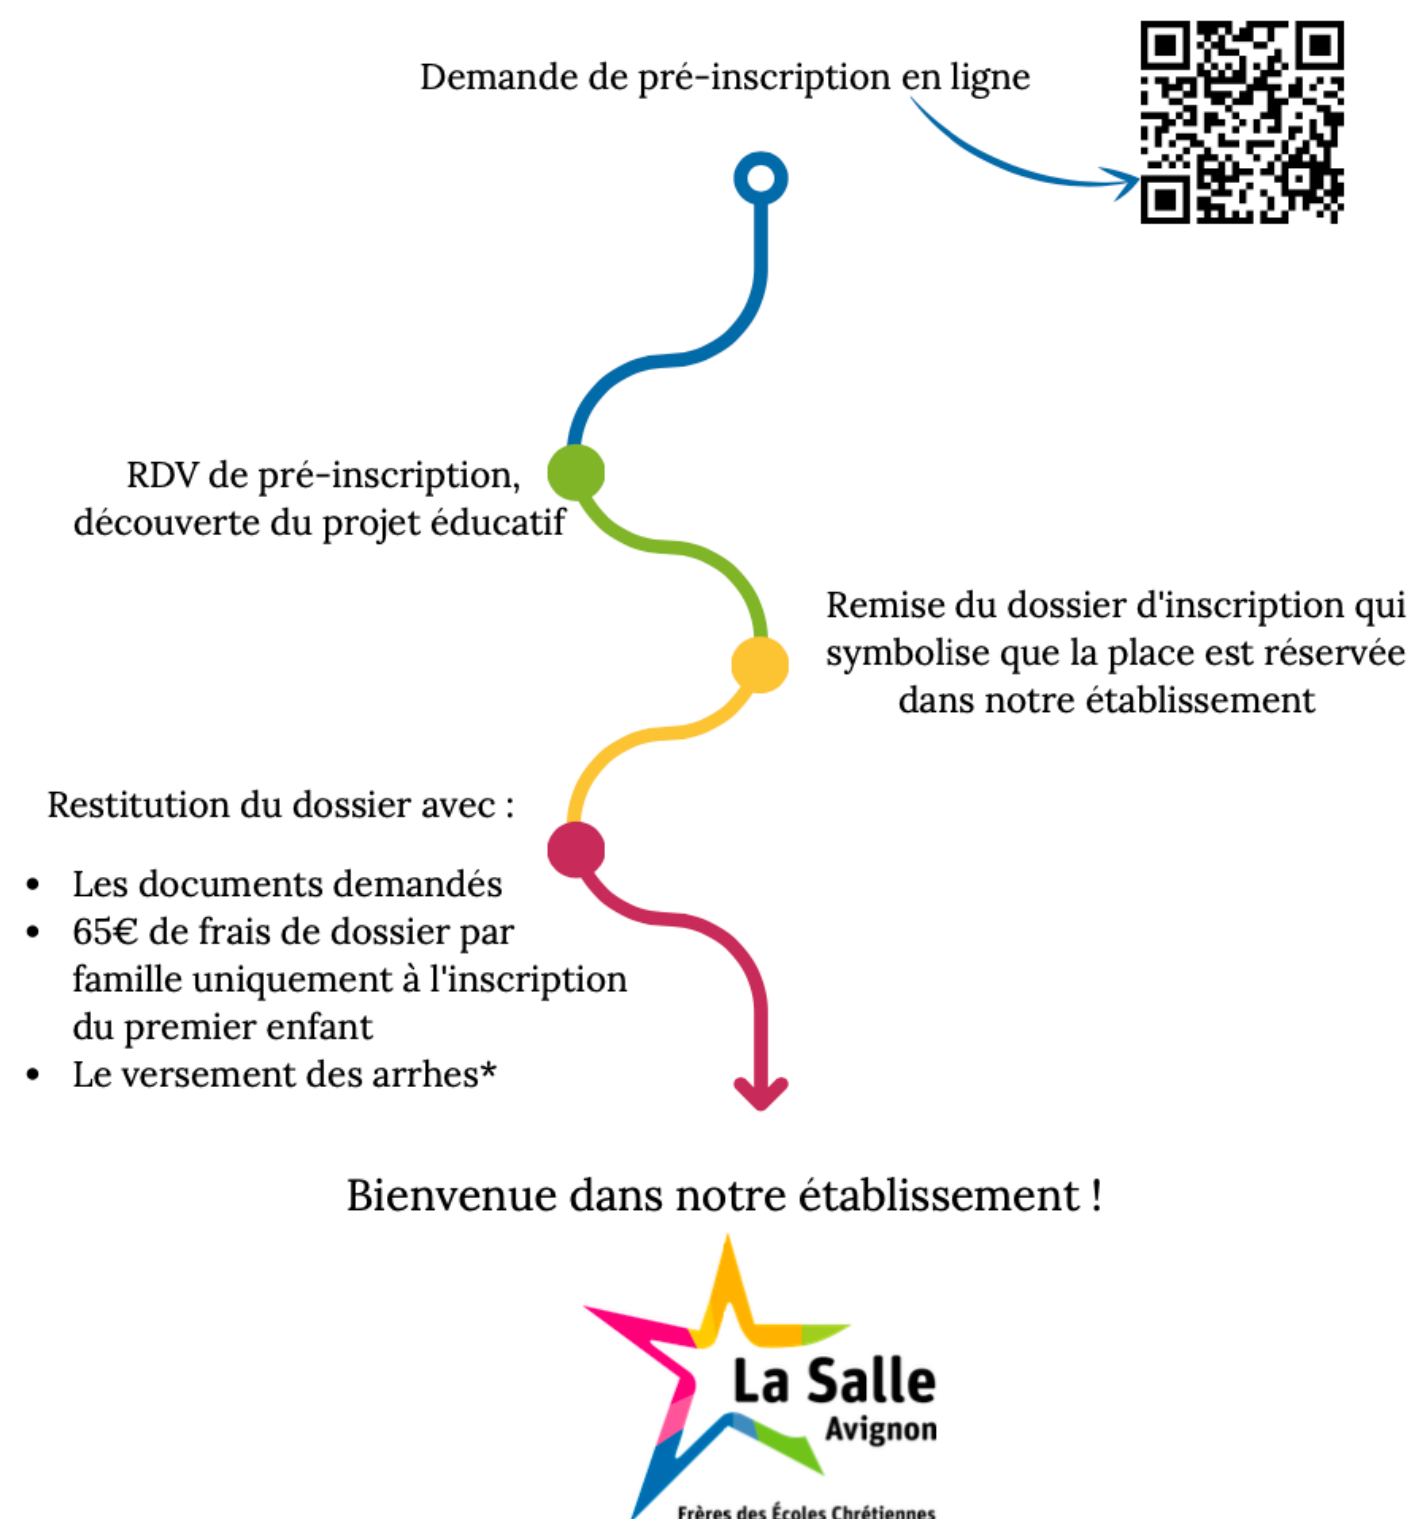 Demande de pré-inscription en ligne
RDV de pré-inscription,
découverte du projet éducatif
Remise du dossier d'inscription qui
symbolise que la place est réservée
dans notre établissement
Restitution du dossier avec :
• Les documents demandés
• 65€ de frais de dossier par
famille uniquement à l'inscription
du premier enfant
• Le versement des arrhes*
Bienvenue dans notre établissement !
La Salle
Avignon
Frères des Écoles Chrétiennes